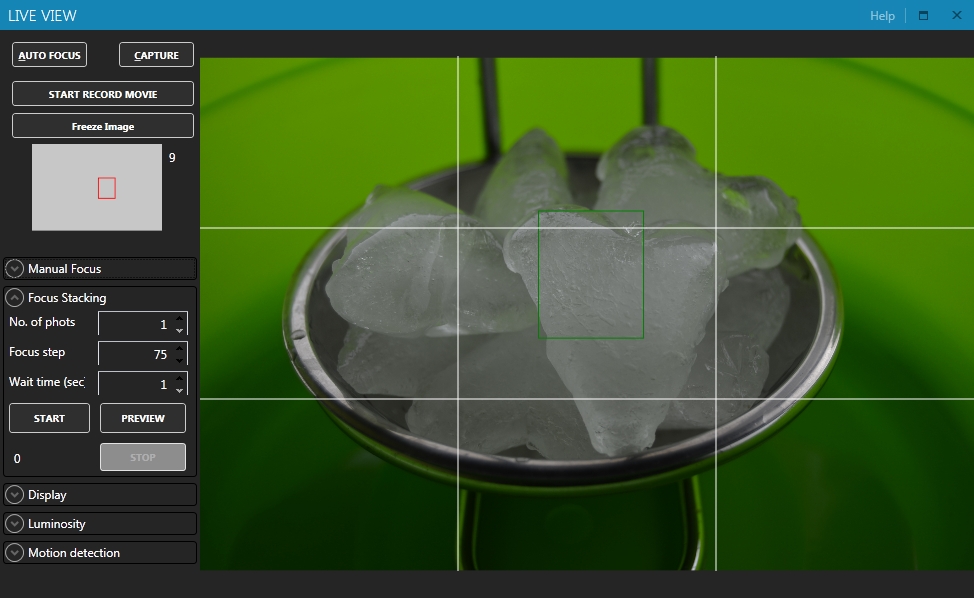 LIVE VIEW
Help
AUTO FOCUS
CAPTURE
START RECORD MOVIE
Freeze Image
9
Manual Focus
Focus Stacking
No. of phots
1
Focus step
75
Wait time (sec
1
START
PREVIEW
0
STOP
Display
Luminosity
Motion detection